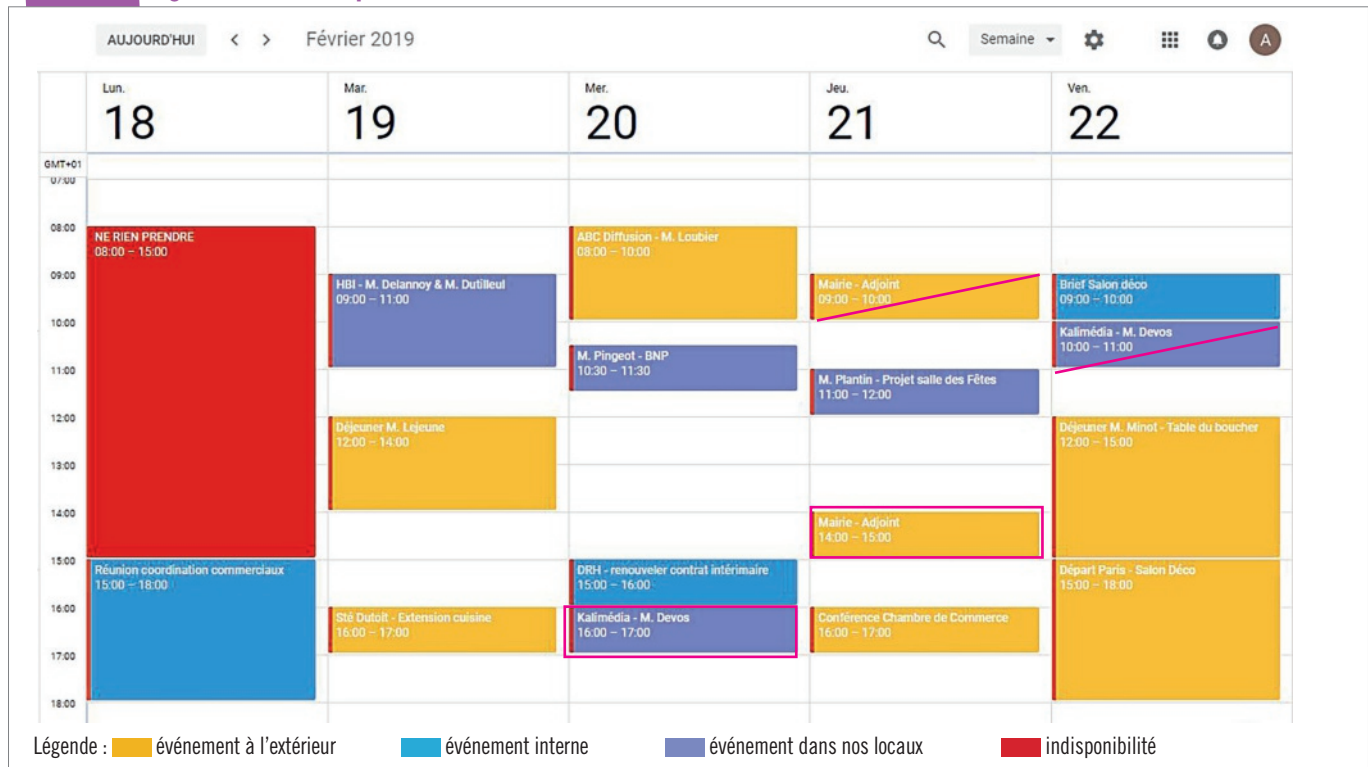 AUJOURD'HUI < > Février 2019 Semaine A
Lun. Mar. Mer. Jeu. Ven.
18 19 20 21 22
GMT+01
07:00
08:00
09:00
10:00
11:00
12:00
13:00
14:00
15:00
16:00
17:00
18:00
NE RIEN PRENDRE
08:00 – 15:00
Réunion coordination commerciaux
15:00 – 18:00
HBI - M. Delannoy & M. Dutilleul
09:00 – 11:00
Déjeuner M. Lejeune
12:00 – 14:00
Sté Dutoit - Extension cuisine
16:00 – 17:00
ABC Diffusion - M. Loubier
08:00 – 10:00
M. Pingeot - BNP
10:30 – 11:30
DRH - renouveler contrat intérimaire
15:00 – 16:00
Kalimédia - M. Devos
16:00 – 17:00
Mairie - Adjoint
09:00 – 10:00
M. Plantin - Projet salle des Fêtes
11:00 – 12:00
Mairie - Adjoint
14:00 – 15:00
Conférence Chambre de Commerce
16:00 – 17:00
Brief Salon déco
09:00 – 10:00
Kalimédia - M. Devos
10:00 – 11:00
Déjeuner M. Minot - Table du boucher
12:00 – 15:00
Départ Paris - Salon Déco
15:00 – 18:00
Légende : événement à l'extérieur événement interne événement dans nos locaux indisponibilité